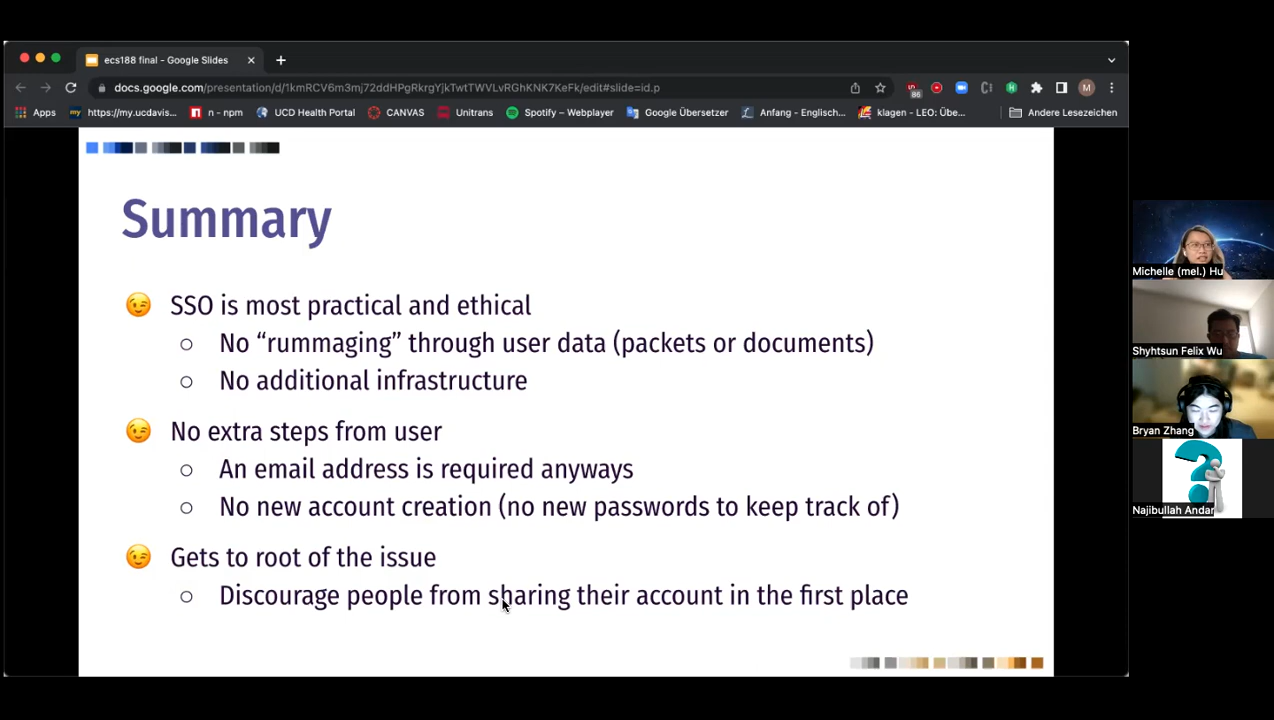 ecs188 final - Google Slides
docs.google.com/presentation/d/1kmRCV6m3mj72ddHPgRkrgYjkTwtTWVLvRGhKNK7KeFk/edit#slide=id.p
86
M
Apps
my
https://my.ucdavis...
n
n - npm
UCD Health Portal
CANVAS
Unitrans
Spotify – Webplayer
Google Übersetzer
Anfang - Englisch...
klagen - LEO: Übe...
Andere Lesezeichen
Summary
SSO is most practical and ethical
No “rummaging” through user data (packets or documents)
No additional infrastructure
No extra steps from user
An email address is required anyways
No new account creation (no new passwords to keep track of)
Gets to root of the issue
Discourage people from sharing their account in the first place
Michelle (mel.) Hu
Shyhtsun Felix Wu
Bryan Zhang
Najibullah Andar